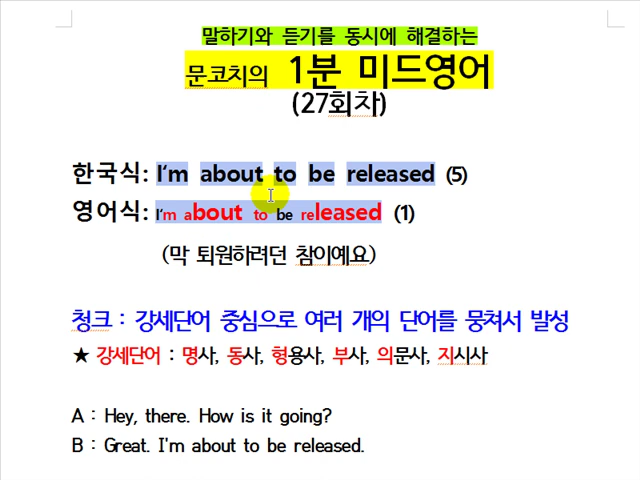 말하기와 듣기를 동시에 해결하는
문코치의 1분 미드영어
(27회차)
한국식: I'm about to be released (5)
영어식: I'm about to be released (1)
(막 퇴원하려던 참이예요)
청크 : 강세단어 중심으로 여러 개의 단어를 뭉쳐서 발성
★ 강세단어 : 명사, 동사, 형용사, 부사, 의문사, 지시사
A : Hey, there. How is it going?
B : Great. I'm about to be released.